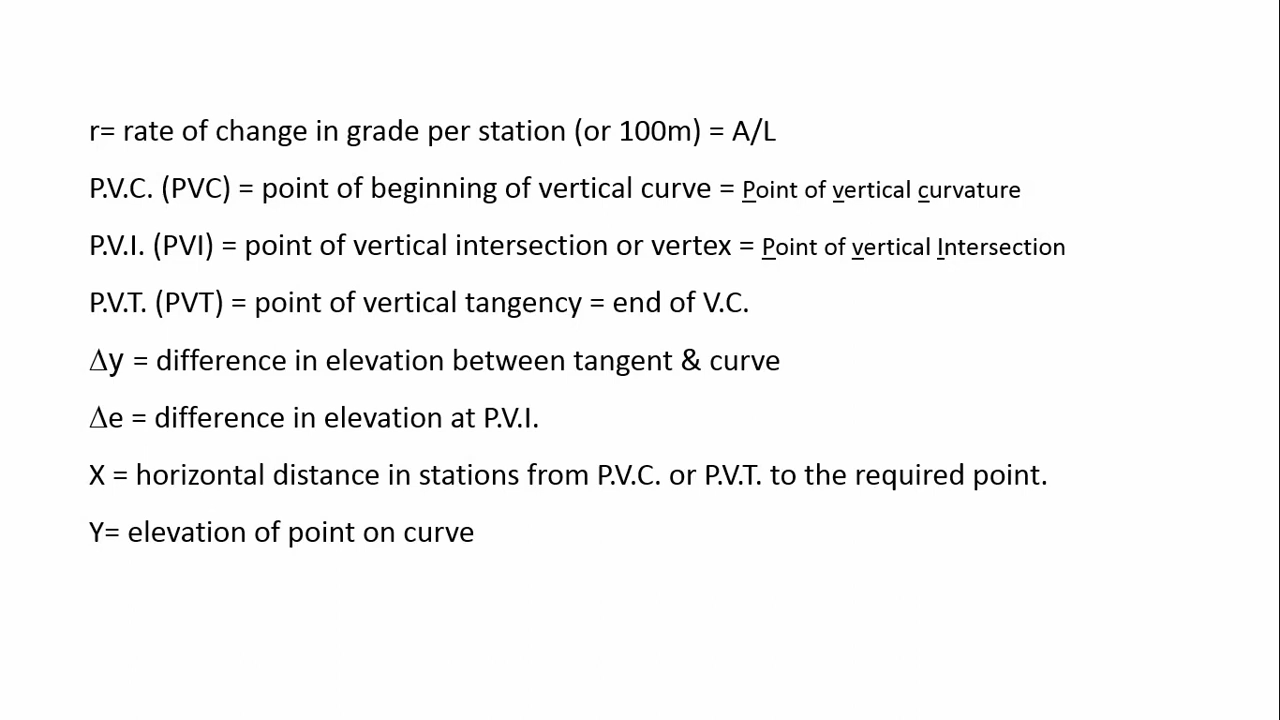 r= rate of change in grade per station (or 100m) = A/L
P.V.C. (PVC) = point of beginning of vertical curve = Point of vertical curvature
P.V.I. (PVI) = point of vertical intersection or vertex = Point of vertical Intersection
P.V.T. (PVT) = point of vertical tangency = end of V.C.
Δy = difference in elevation between tangent & curve
Δe = difference in elevation at P.V.I.
X = horizontal distance in stations from P.V.C. or P.V.T. to the required point.
Y= elevation of point on curve